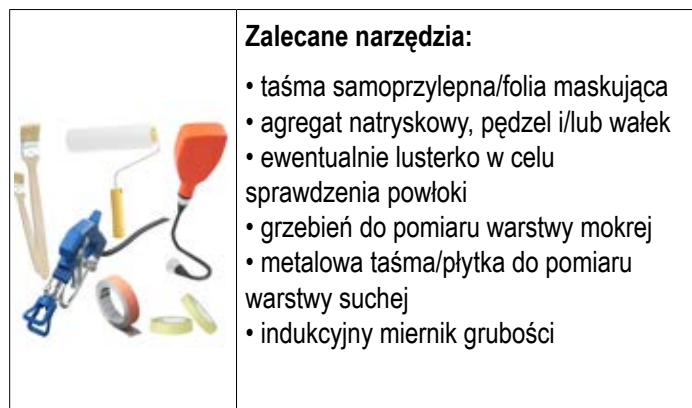 Zalecane narzędzia:
• taśma samoprzylepna/folia maskująca
• agregat natryskowy, pędzel i/lub wałek
• ewentualnie lusterko w celu
sprawdzenia powłoki
• grzebień do pomiaru warstwy mokrej
• metalowa taśma/płytka do pomiaru
warstwy suchej
• indukcyjny miernik grubości